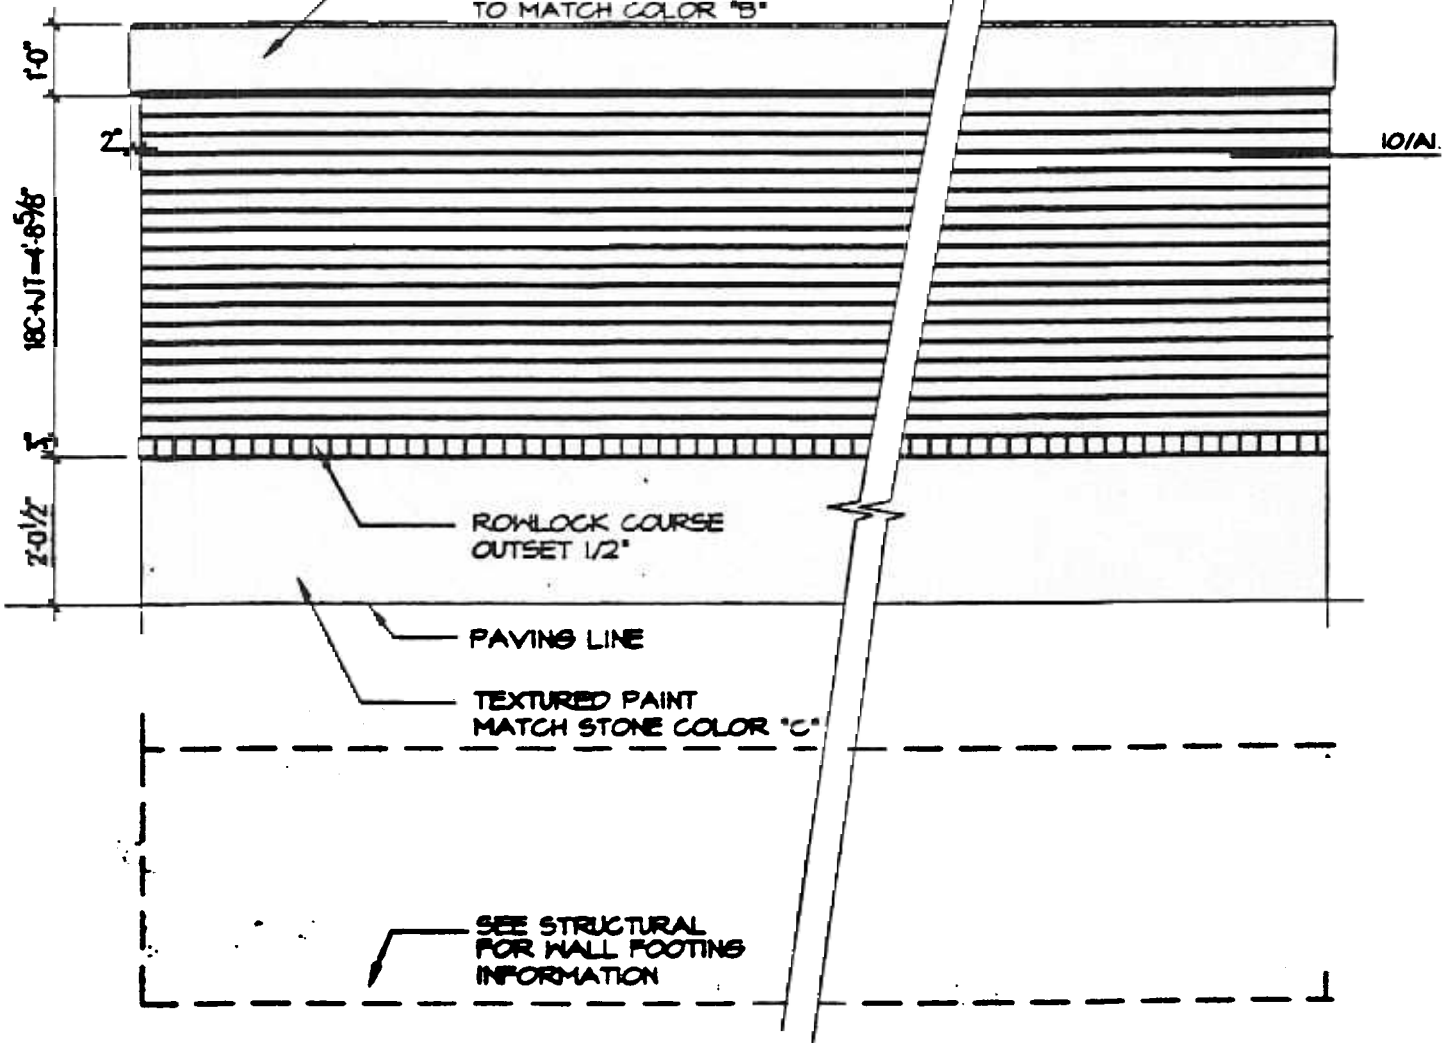 TO MATCH COLOR "B"
1'-0"
2"
10/A1.
18C+JT=4'-8 5/8"
ROWLOCK COURSE
OUTSET 1/2"
2'-0 1/2"
PAVING LINE
TEXTURED PAINT
MATCH STONE COLOR "C"
SEE STRUCTURAL
FOR WALL FOOTING
INFORMATION